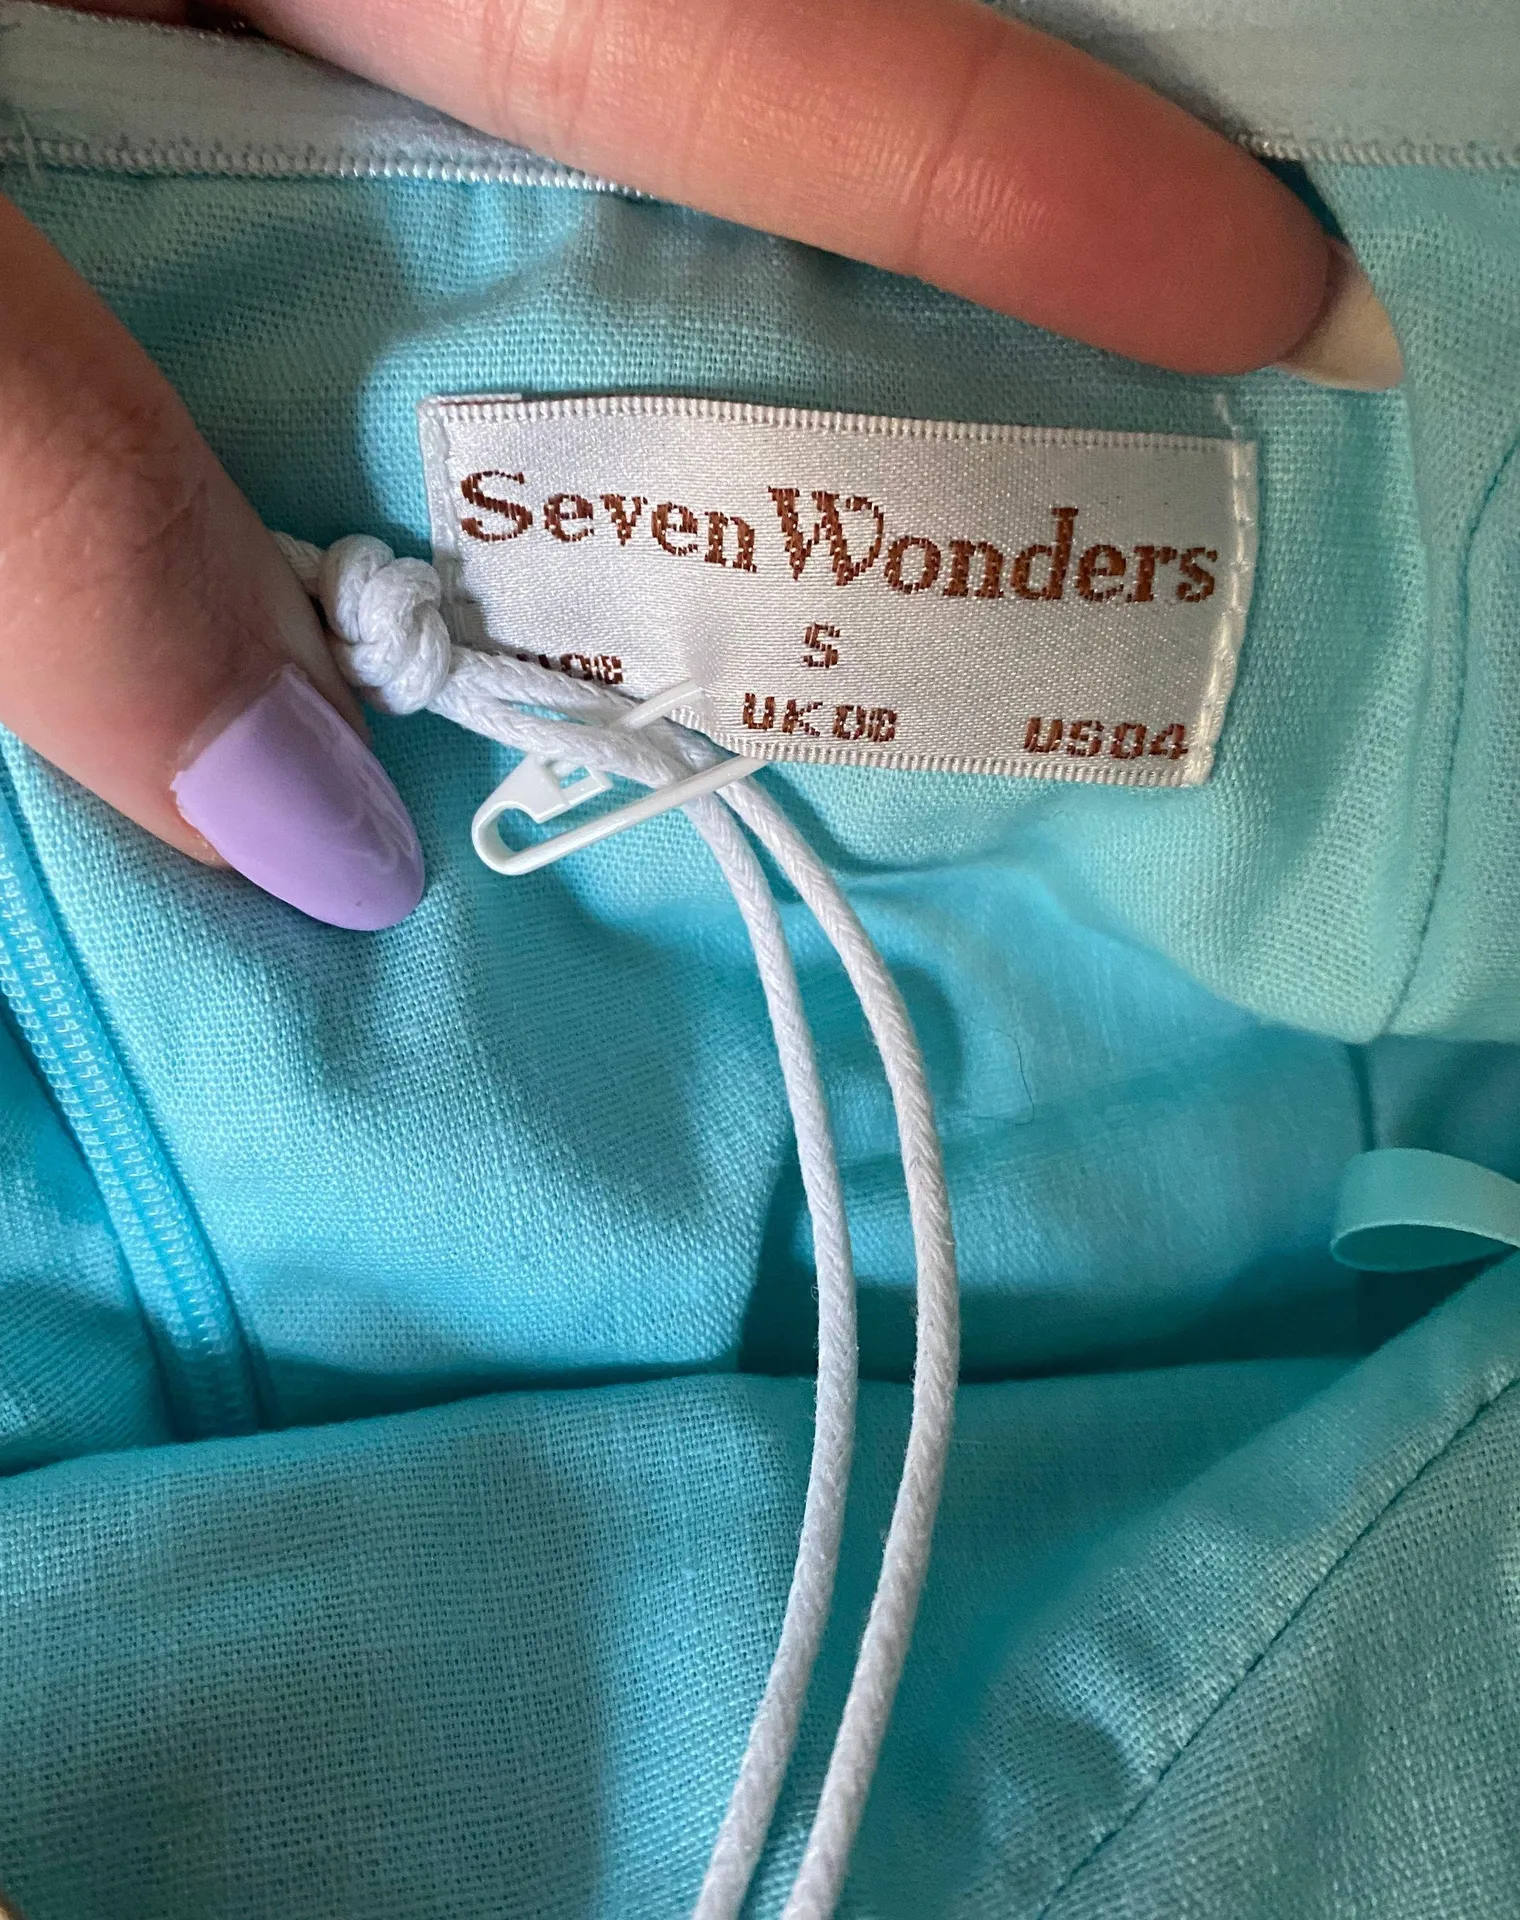 Seven Wonders
S
UK08 US04